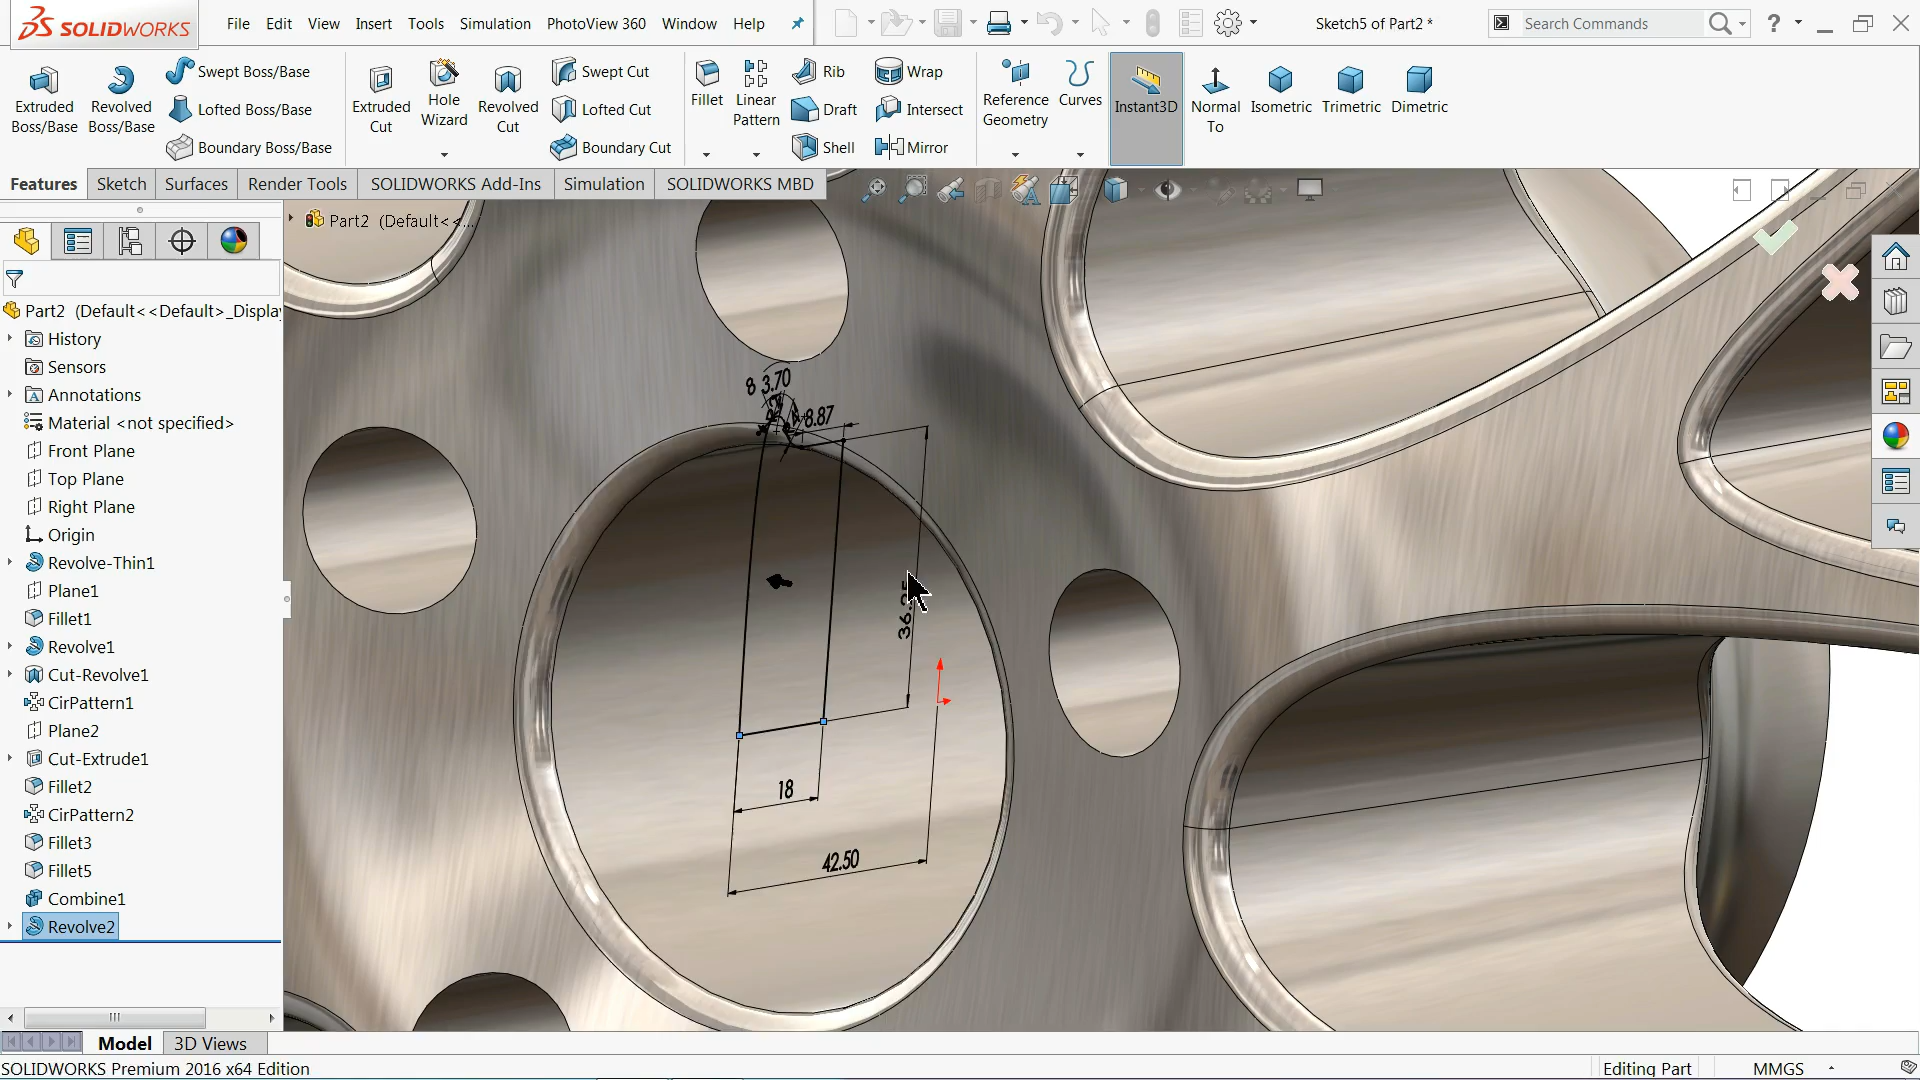 SOLIDWORKS
File Edit View Insert Tools Simulation PhotoView 360 Window Help
Sketch5 of Part2 *
Search Commands
Extruded Boss/Base
Revolved Boss/Base
Swept Boss/Base
Lofted Boss/Base
Boundary Boss/Base
Extruded Cut
Hole Wizard
Revolved Cut
Swept Cut
Lofted Cut
Boundary Cut
Fillet
Linear Pattern
Rib
Draft
Shell
Wrap
Intersect
Mirror
Reference Geometry
Curves
Instant3D
Normal To
Isometric
Trimetric
Dimetric
Features Sketch Surfaces Render Tools SOLIDWORKS Add-Ins Simulation SOLIDWORKS MBD
Part2 (Default<<...
Part2 (Default<<Default>_Displa
History
Sensors
Annotations
Material <not specified>
Front Plane
Top Plane
Right Plane
Origin
Revolve-Thin1
Plane1
Fillet1
Revolve1
Cut-Revolve1
CirPattern1
Plane2
Cut-Extrude1
Fillet2
CirPattern2
Fillet3
Fillet5
Combine1
Revolve2
8 3.70
8.87
18
42.50
Model 3D Views
SOLIDWORKS Premium 2016 x64 Edition
Editing Part
MMGS